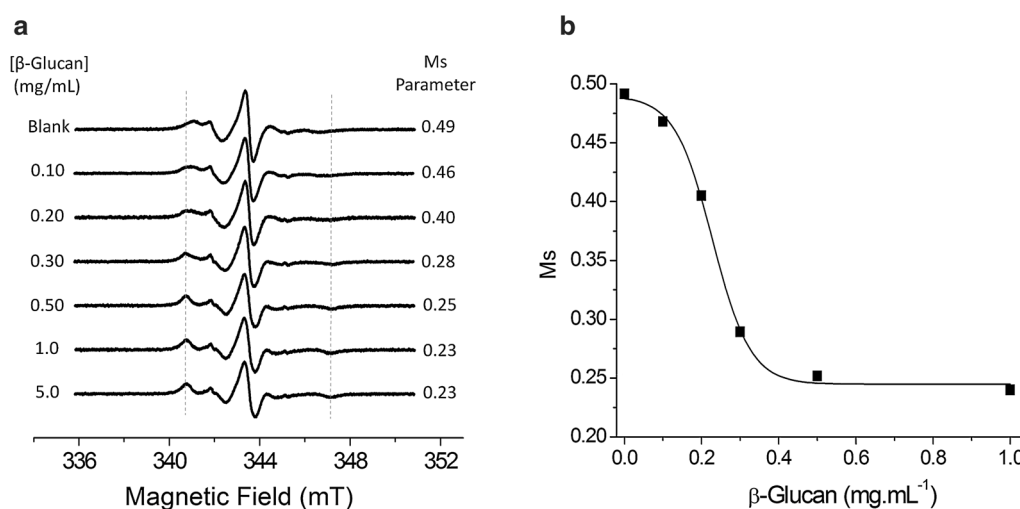 a
[β-Glucan]
(mg/mL)
Ms
Parameter
Blank 0.49
0.10 0.46
0.20 0.40
0.30 0.28
0.50 0.25
1.0 0.23
5.0 0.23
336 340 344 348 352
Magnetic Field (mT)
b
0.50
0.45
0.40
0.35
0.30
0.25
0.20
Ms
0.0 0.2 0.4 0.6 0.8 1.0
β-Glucan (mg.mL⁻¹)